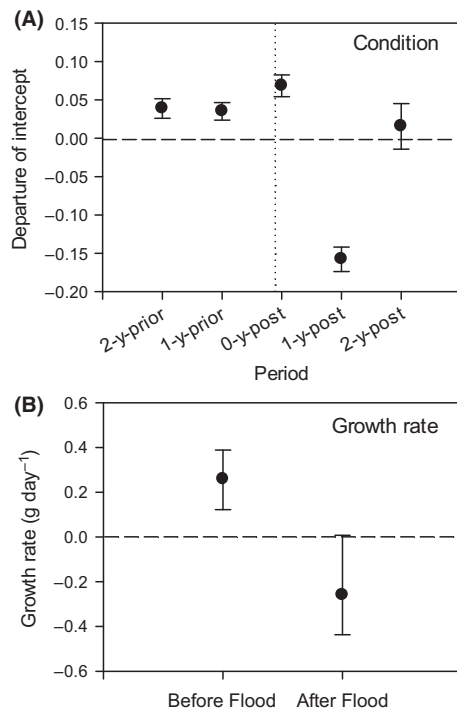 (A)
Condition
Departure of intercept
0.15
0.10
0.05
0.00
−0.05
−0.10
−0.15
−0.20
2-y-prior
1-y-prior
0-y-post
1-y-post
2-y-post
Period
(B)
Growth rate
Growth rate (g day⁻¹)
0.6
0.4
0.2
0.0
−0.2
−0.4
−0.6
Before Flood
After Flood